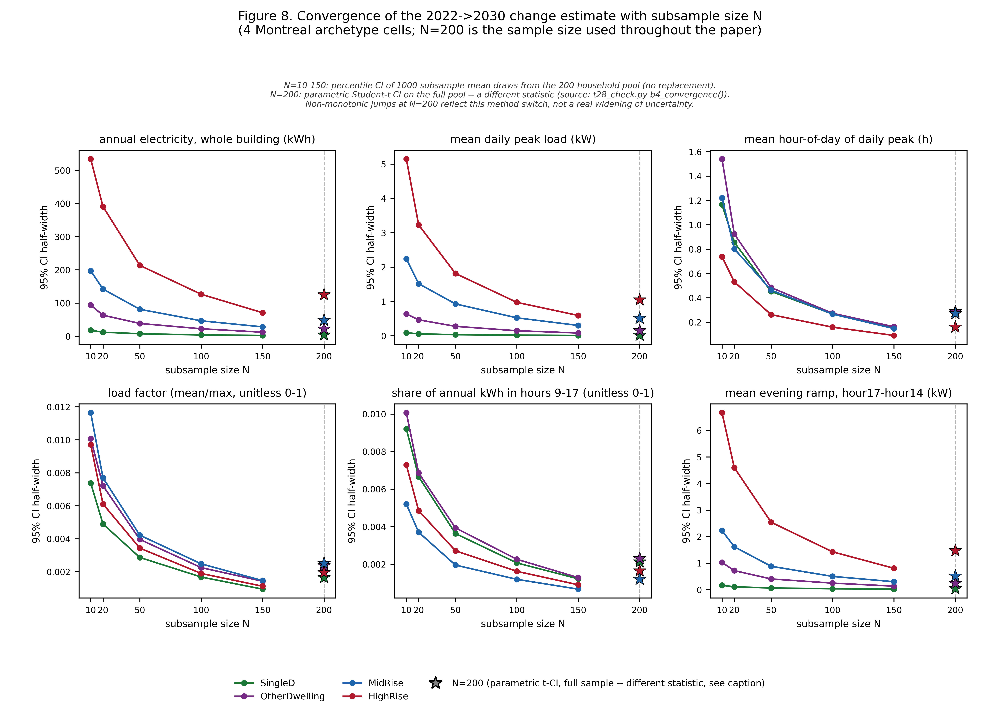 Figure 8. Convergence of the 2022->2030 change estimate with subsample size N
(4 Montreal archetype cells; N=200 is the sample size used throughout the paper)
N=10-150: percentile CI of 1000 subsample-mean draws from the 200-household pool (no replacement).
N=200: parametric Student-t CI on the full pool -- a different statistic (source: t28_check.py b4_convergence()).
Non-monotonic jumps at N=200 reflect this method switch, not a real widening of uncertainty.
annual electricity, whole building (kWh)
95% CI half-width
500
400
300
200
100
0
10 20 50 100 150 200
subsample size N
mean daily peak load (kW)
95% CI half-width
5
4
3
2
1
0
10 20 50 100 150 200
subsample size N
mean hour-of-day of daily peak (h)
95% CI half-width
1.6
1.4
1.2
1.0
0.8
0.6
0.4
0.2
10 20 50 100 150 200
subsample size N
load factor (mean/max, unitless 0-1)
95% CI half-width
0.012
0.010
0.008
0.006
0.004
0.002
10 20 50 100 150 200
subsample size N
share of annual kWh in hours 9-17 (unitless 0-1)
95% CI half-width
0.010
0.008
0.006
0.004
0.002
10 20 50 100 150 200
subsample size N
mean evening ramp, hour17-hour14 (kW)
95% CI half-width
6
5
4
3
2
1
0
10 20 50 100 150 200
subsample size N
SingleD
OtherDwelling
MidRise
HighRise
N=200 (parametric t-CI, full sample -- different statistic, see caption)